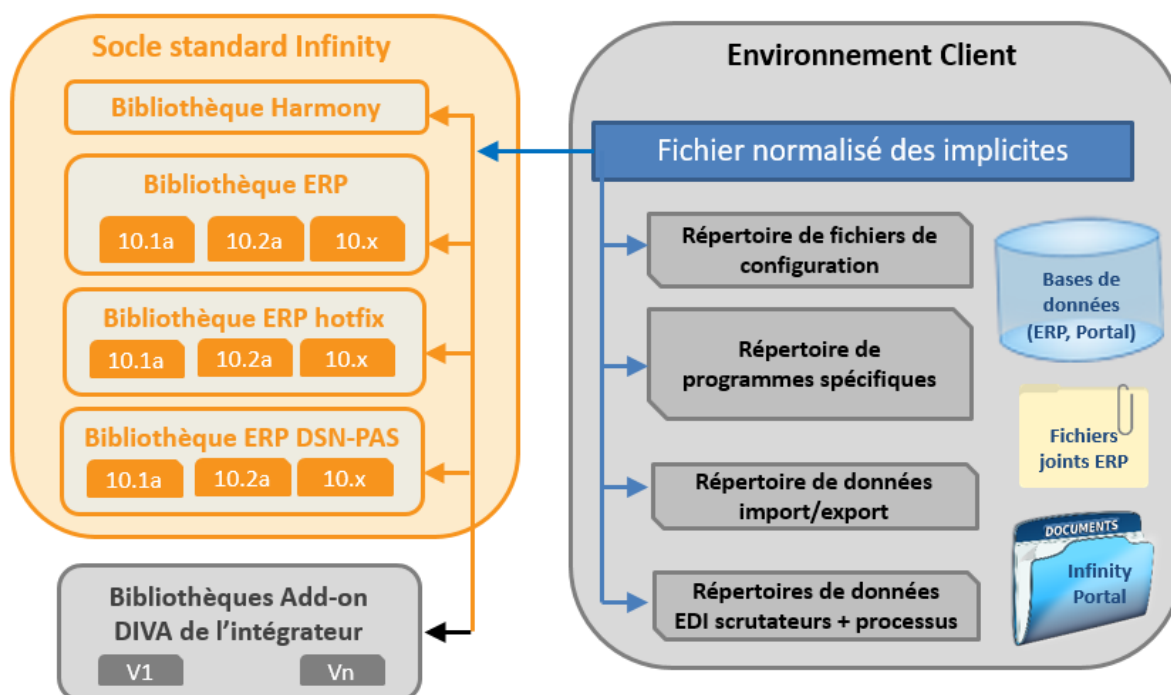 Socle standard Infinity
Bibliothèque Harmony
Bibliothèque ERP
10.1a
10.2a
10.x
Bibliothèque ERP hotfix
10.1a
10.2a
10.x
Bibliothèque ERP DSN-PAS
10.1a
10.2a
10.x
Bibliothèques Add-on
DIVA de l’intégrateur
V1
Vn
Environnement Client
Fichier normalisé des implicites
Répertoire de fichiers de
configuration
Répertoire de
programmes spécifiques
Répertoire de données
import/export
Répertoires de données
EDI scrutateurs + processus
Bases de
données
(ERP, Portal)
Fichiers
joints ERP
DOCUMENTS
Infinity
Portal